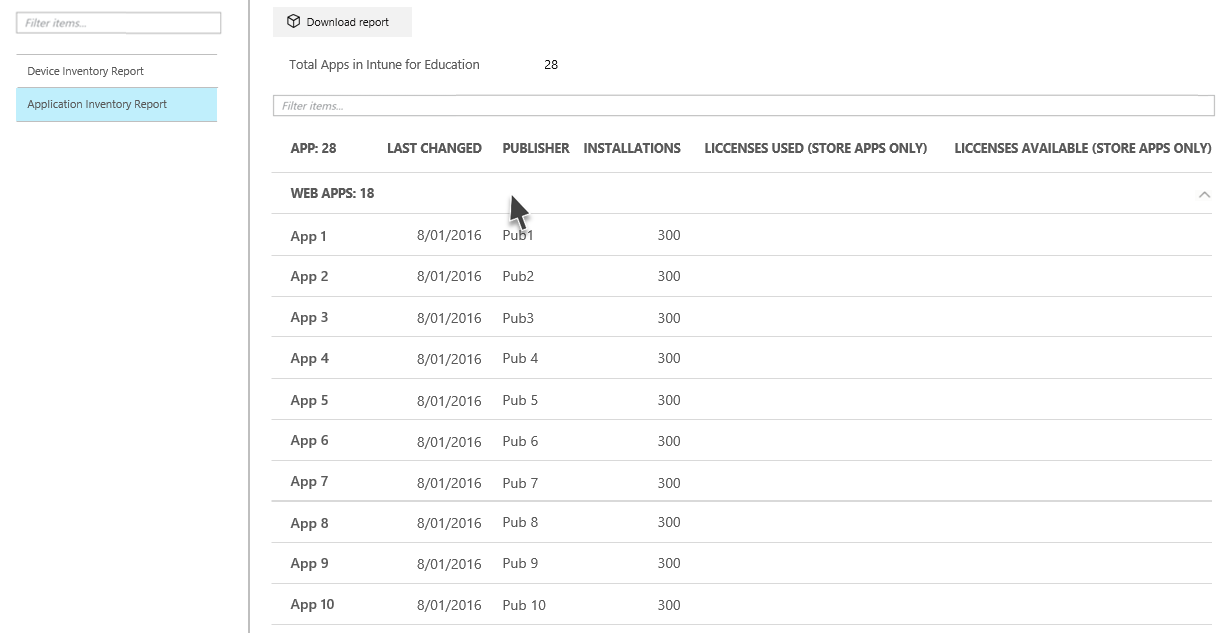 Filter items...
Device Inventory Report
Application Inventory Report
Download report
Total Apps in Intune for Education 28
Filter items...
APP: 28 LAST CHANGED PUBLISHER INSTALLATIONS LICCENSES USED (STORE APPS ONLY) LICCENSES AVAILABLE (STORE APPS ONLY)
WEB APPS: 18
App 1 8/01/2016 Pub1 300
App 2 8/01/2016 Pub2 300
App 3 8/01/2016 Pub3 300
App 4 8/01/2016 Pub 4 300
App 5 8/01/2016 Pub 5 300
App 6 8/01/2016 Pub 6 300
App 7 8/01/2016 Pub 7 300
App 8 8/01/2016 Pub 8 300
App 9 8/01/2016 Pub 9 300
App 10 8/01/2016 Pub 10 300